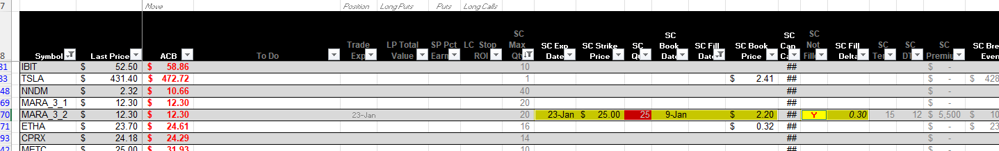 7 Move Position Long Puts Puts Long Calls
8 Symbol Last Price ACB To Do Trade Exp LP Total Value SP Pct Earn LC Stop ROI SC Max Qty SC Exp Date SC Strike Price SC Qt SC Book Date SC Fill Date SC Book Price SC Can Ca SC Not Fille SC Fill Delta SC Ter SC DT SC Premiu SC Bre Even
31 IBIT $ 52.50 $ 58.86 10 ## $ -
33 TSLA $ 431.40 $ 472.72 1 $ 2.41 ## $ - $ 428
48 NNDM $ 2.32 $ 10.66 40 ## $ -
69 MARA_3_1 $ 12.30 $ 12.30 20 ## $ -
70 MARA_3_2 $ 12.30 $ 12.30 23-Jan 20 23-Jan $ 25.00 25 9-Jan $ 2.20 ## Y 0.30 15 12 $ 5,500 $ 10
71 ETHA $ 23.70 $ 24.61 16 $ 0.32 ## $ - $ 23
93 CPRX $ 24.18 $ 24.29 14 ## $ -
42 METC $ 25.00 $ 31.93 10 ## $ -